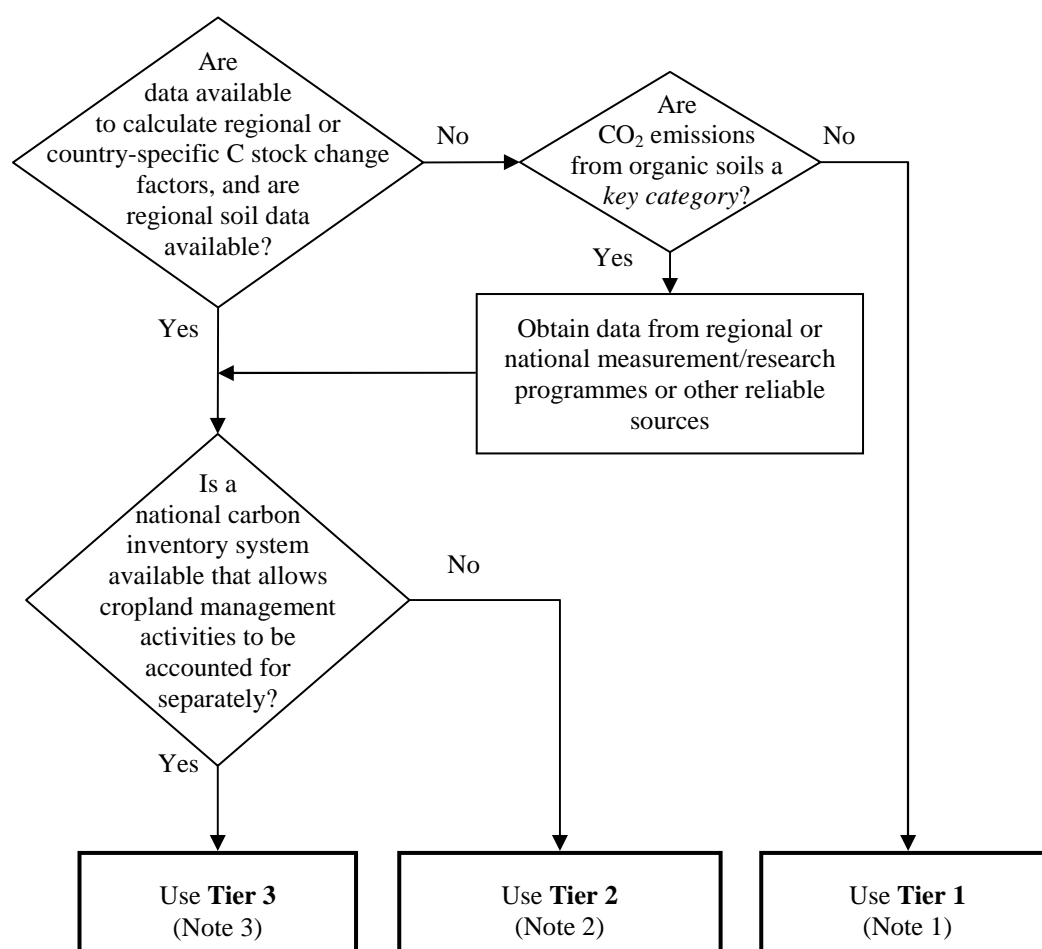 Are
data available
to calculate regional or
country-specific C stock change
factors, and are
regional soil data
available?
No
Are
CO₂ emissions
from organic soils a
key category?
No
Yes
Yes
Obtain data from regional or
national measurement/research
programmes or other reliable
sources
Is a
national carbon
inventory system
available that allows
cropland management
activities to be
accounted for
separately?
No
Yes
Use Tier 3
(Note 3)
Use Tier 2
(Note 2)
Use Tier 1
(Note 1)